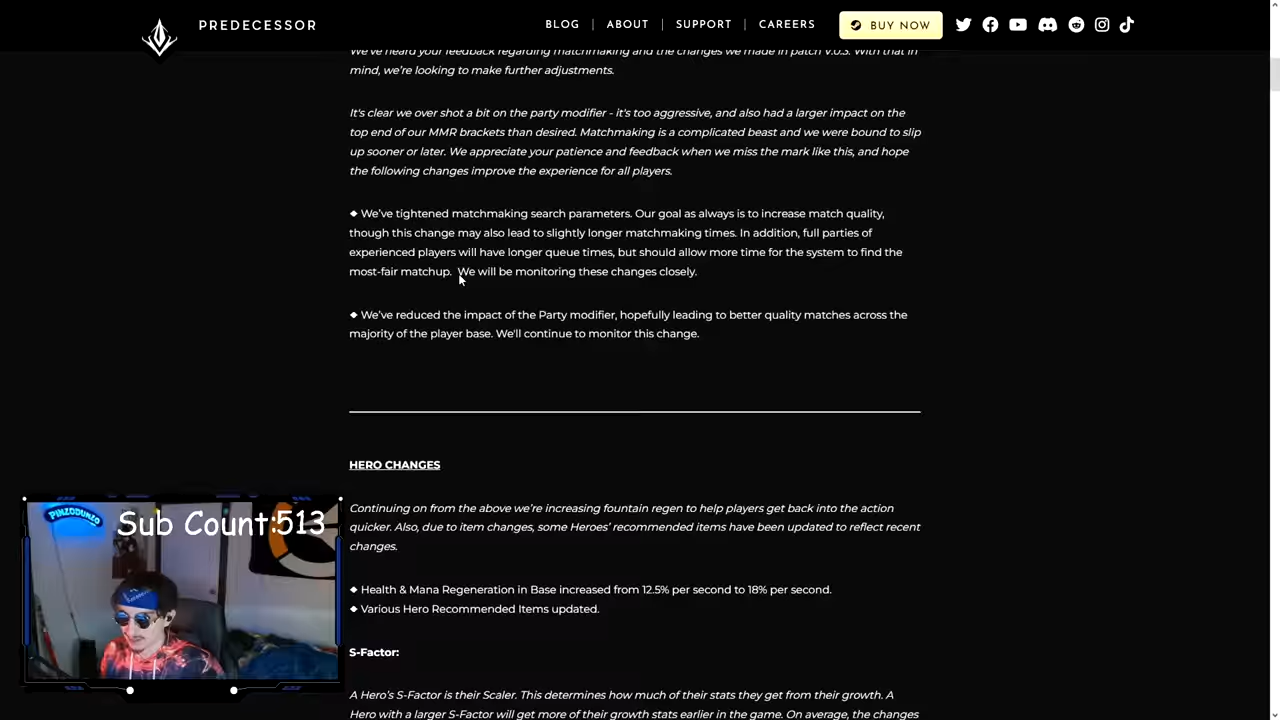 PREDECESSOR
BLOG | ABOUT | SUPPORT | CAREERS
BUY NOW
We've heard your feedback regarding matchmaking and the changes we made in patch V.0.3. With that in
mind, we're looking to make further adjustments.
It's clear we over shot a bit on the party modifier - it's too aggressive, and also had a larger impact on the
top end of our MMR brackets than desired. Matchmaking is a complicated beast and we were bound to slip
up sooner or later. We appreciate your patience and feedback when we miss the mark like this, and hope
the following changes improve the experience for all players.
❖ We've tightened matchmaking search parameters. Our goal as always is to increase match quality,
though this change may also lead to slightly longer matchmaking times. In addition, full parties of
experienced players will have longer queue times, but should allow more time for the system to find the
most-fair matchup. We will be monitoring these changes closely.
❖ We've reduced the impact of the Party modifier, hopefully leading to better quality matches across the
majority of the player base. We'll continue to monitor this change.
HERO CHANGES
Continuing on from the above we're increasing fountain regen to help players get back into the action
quicker. Also, due to item changes, some Heroes' recommended items have been updated to reflect recent
changes.
❖ Health & Mana Regeneration in Base increased from 12.5% per second to 18% per second.
❖ Various Hero Recommended Items updated.
S-Factor:
A Hero's S-Factor is their Scaler. This determines how much of their stats they get from their growth. A
Hero with a larger S-Factor will get more of their growth stats earlier in the game. On average, the changes
PINZODUNZO
Sub Count:513